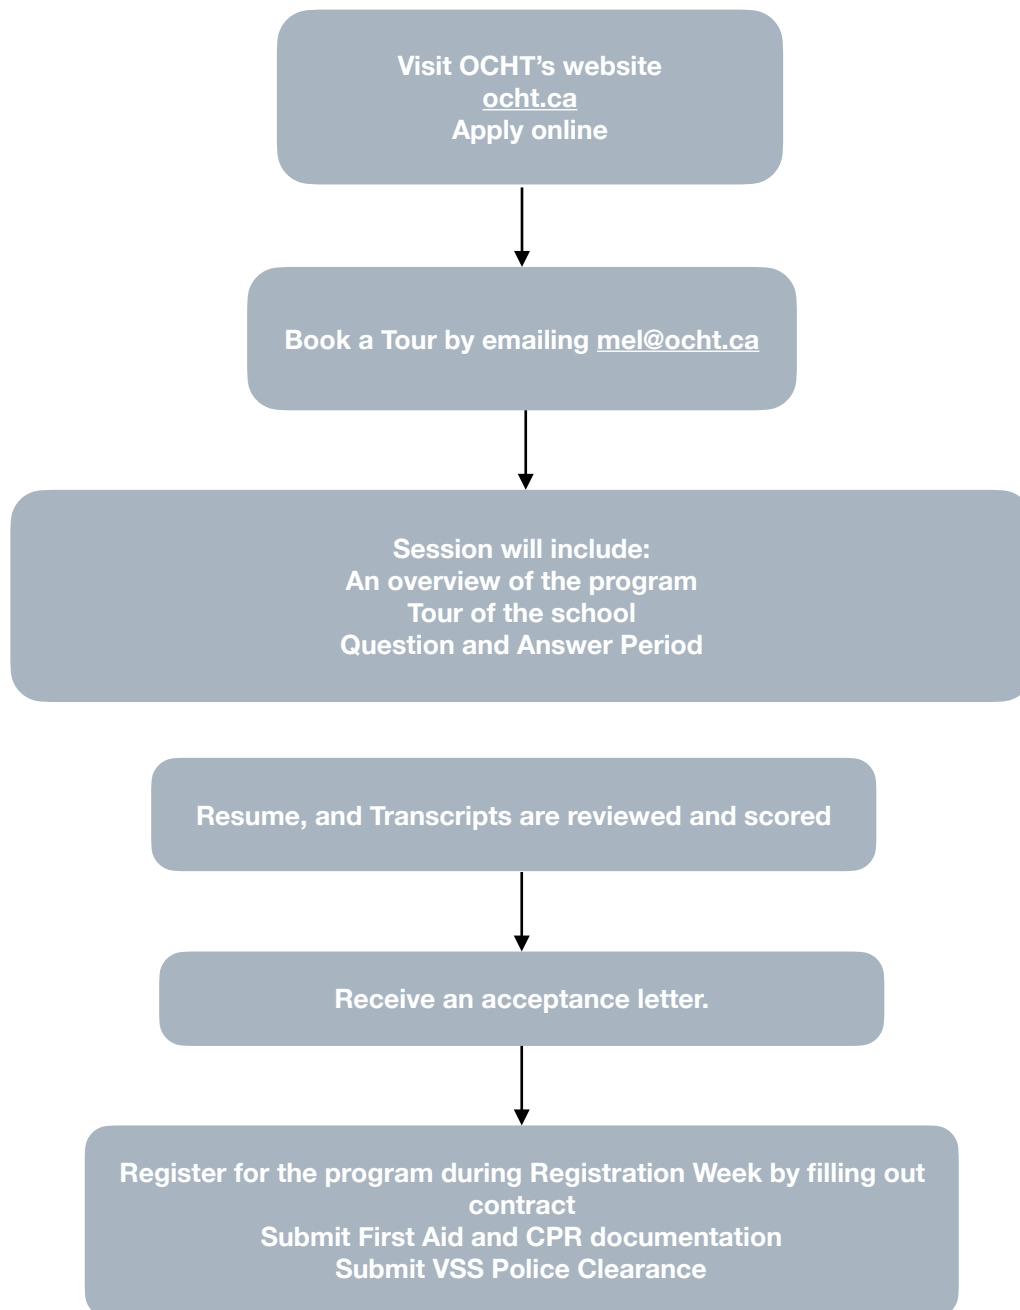 Visit OCHT’s website
ocht.ca
Apply online
Book a Tour by emailing mel@ocht.ca
Session will include:
An overview of the program
Tour of the school
Question and Answer Period
Resume, and Transcripts are reviewed and scored
Receive an acceptance letter.
Register for the program during Registration Week by filling out
contract
Submit First Aid and CPR documentation
Submit VSS Police Clearance